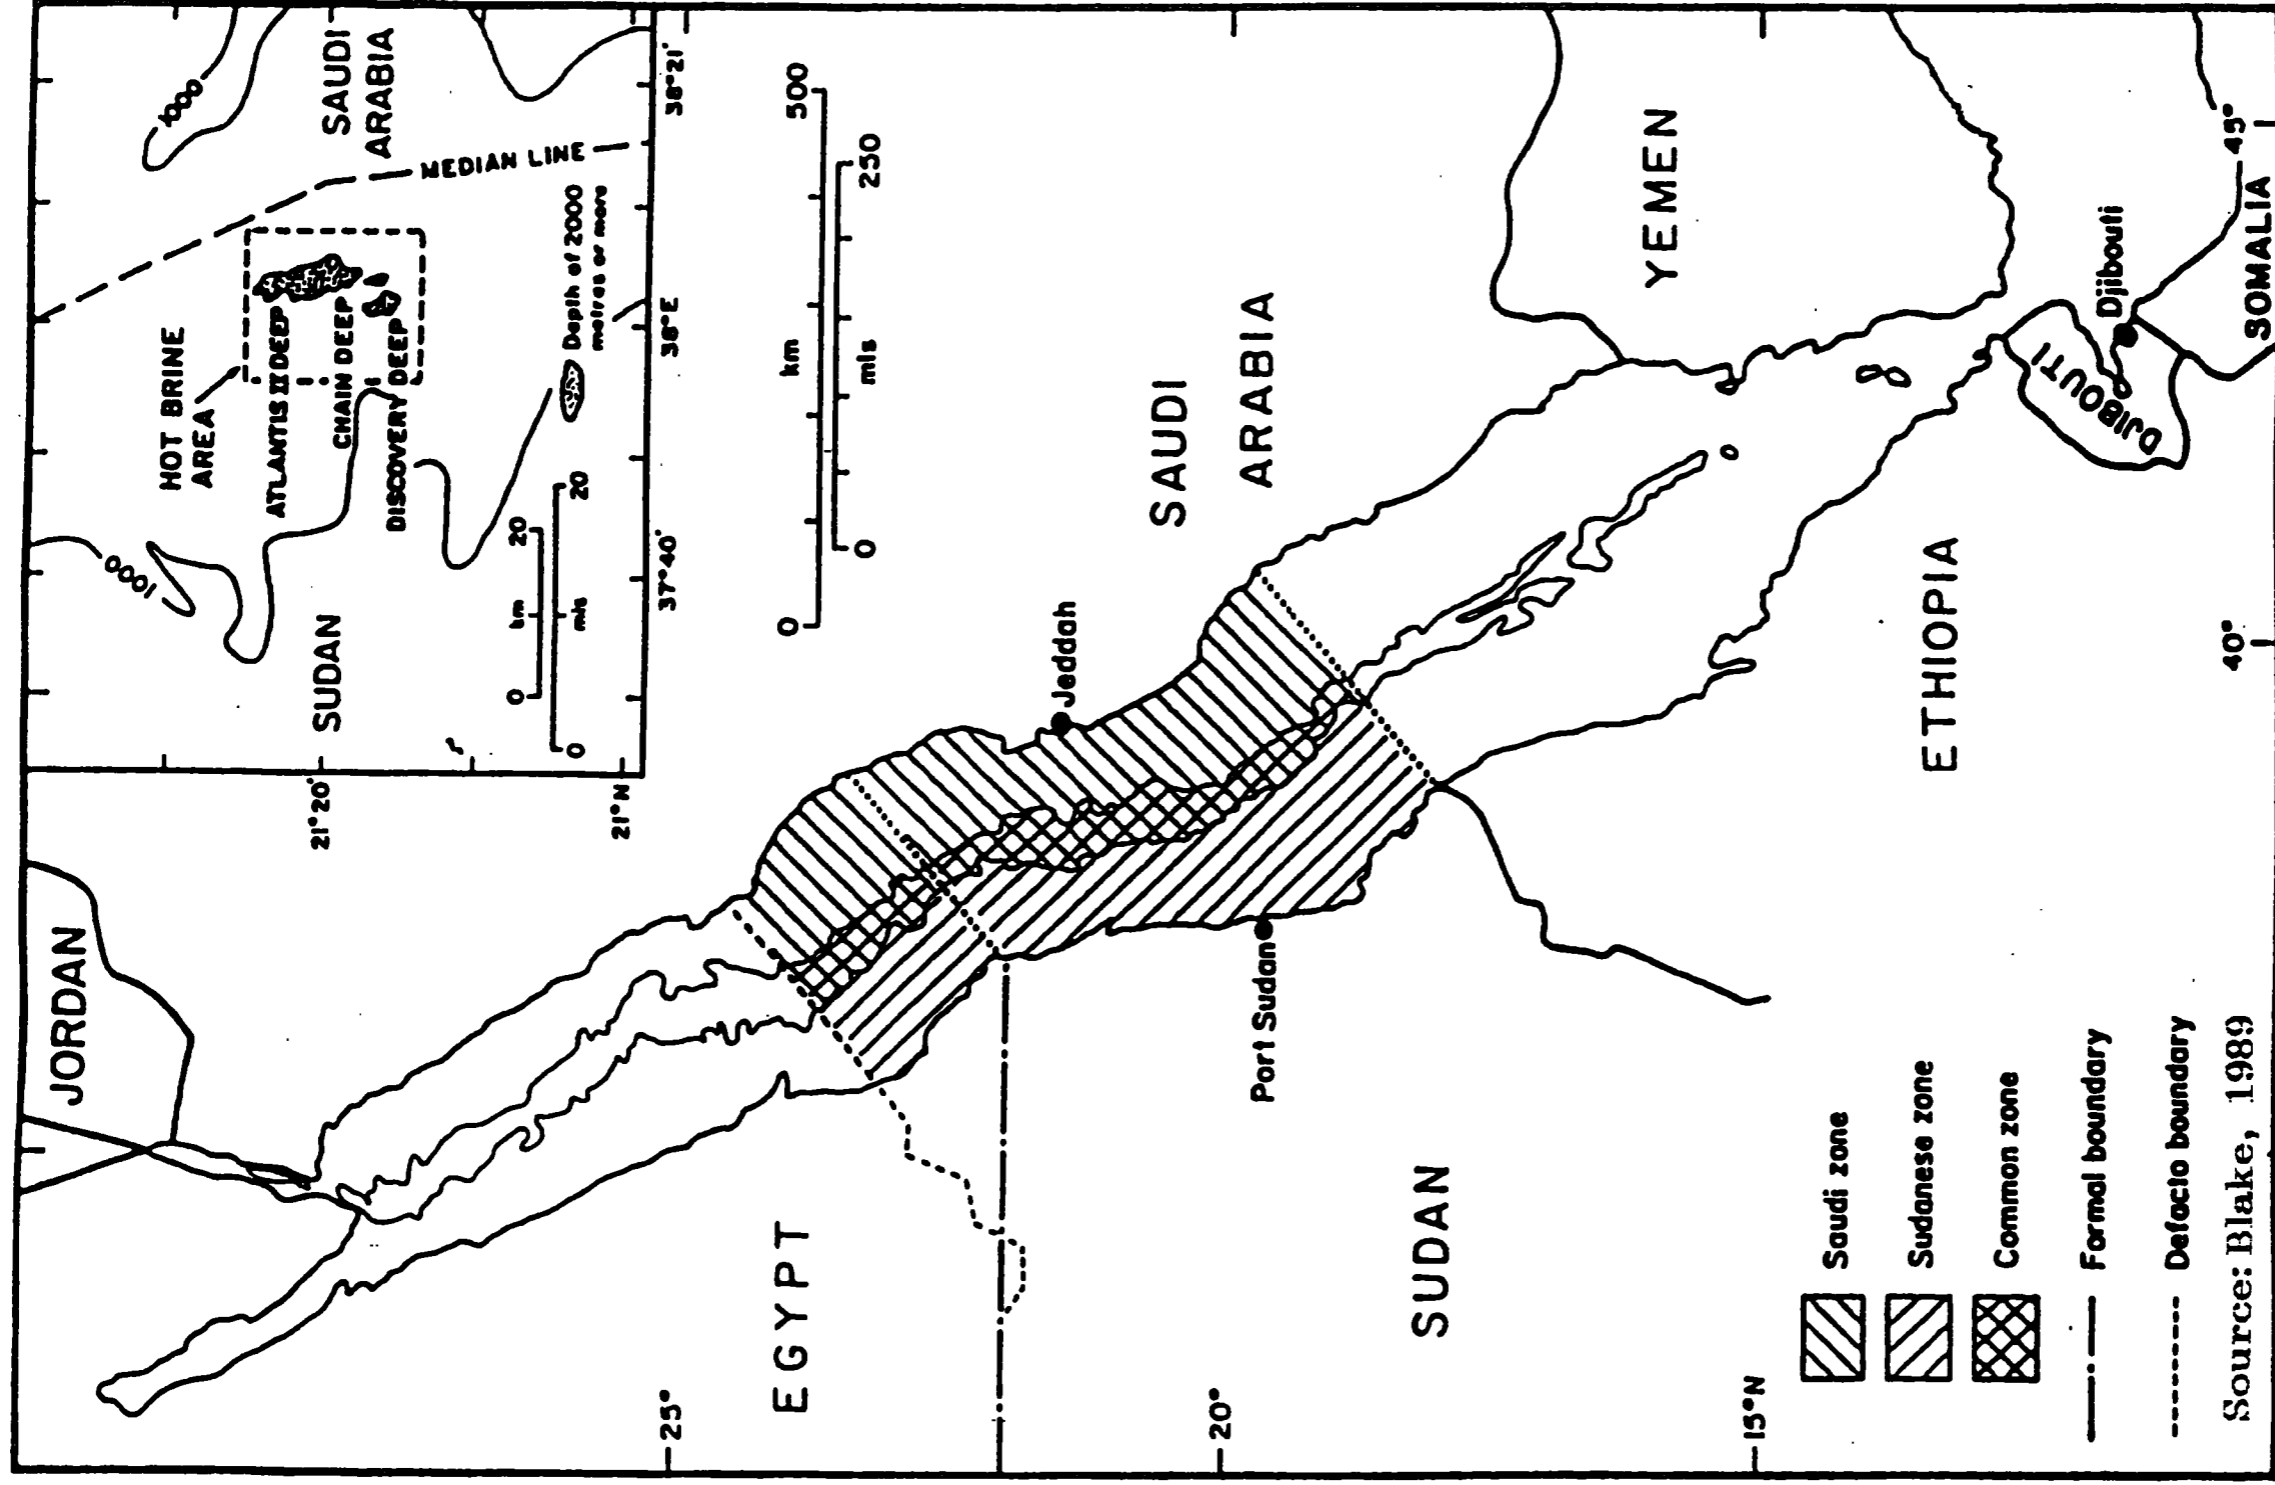 JORDAN
EGYPT
SUDAN
SAUDI
ARABIA
YEMEN
ETHIOPIA
DJIBOUTI
Djibouti
SOMALIA
Jeddah
Port Sudan
25°
20°
15°N
40°
45°
0
km
500
0
mls
250
HOT BRINE
AREA
ATLANTIS II DEEP
CHAIN DEEP
DISCOVERY DEEP
SUDAN
SAUDI
ARABIA
MEDIAN LINE
1000
1000
Depth of 2000
metres or more
0
km
20
0
mls
20
21°20'
21°N
37°40'
38°E
38°21'
Saudi zone
Sudanese zone
Common zone
Formal boundary
Defacto boundary
Source: Blake, 1989